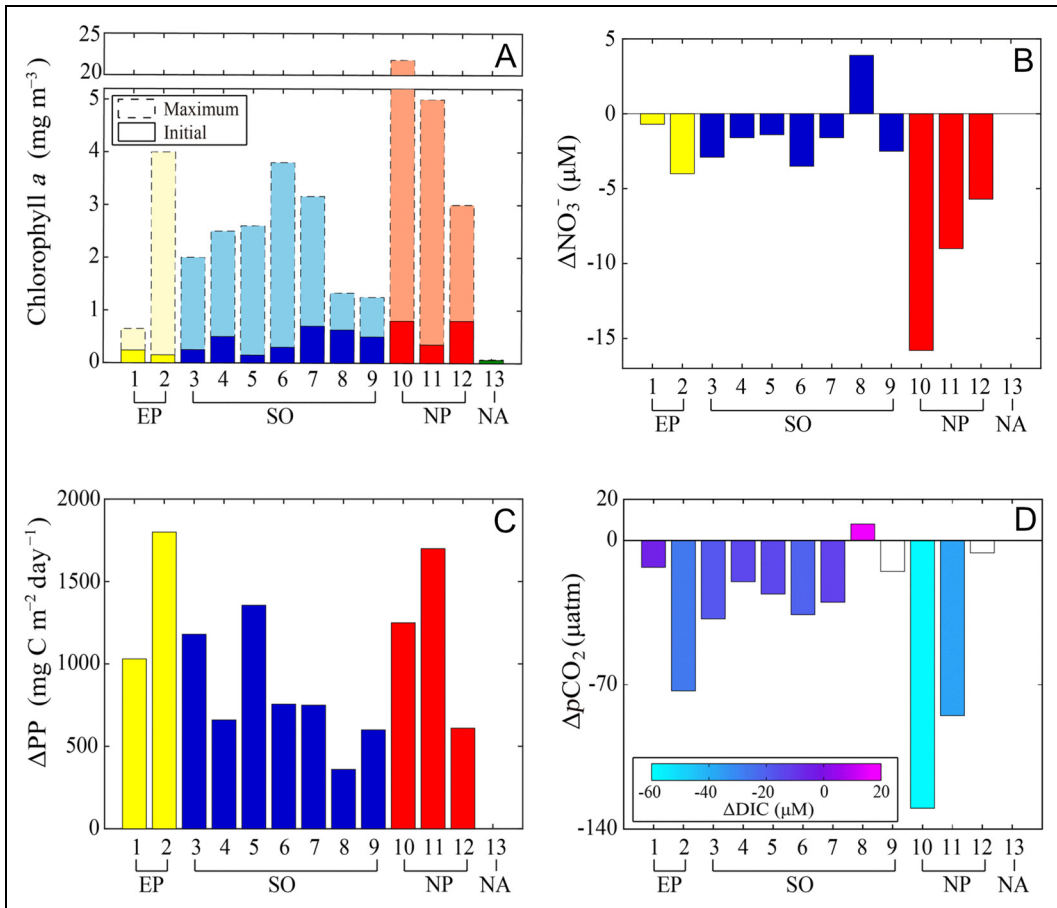 A
Chlorophyll a (mg m⁻³)
25
20
5
4
3
2
1
0
Maximum
Initial
1 2 3 4 5 6 7 8 9 10 11 12 13
EP SO NP NA
B
ΔNO₃⁻ (µM)
5
0
-5
-10
-15
1 2 3 4 5 6 7 8 9 10 11 12 13
EP SO NP NA
C
ΔPP (mg C m⁻² day⁻¹)
2000
1500
1000
500
0
1 2 3 4 5 6 7 8 9 10 11 12 13
EP SO NP NA
D
ΔpCO₂ (µatm)
20
0
-70
-140
-60 -40 -20 0 20
ΔDIC (µM)
1 2 3 4 5 6 7 8 9 10 11 12 13
EP SO NP NA